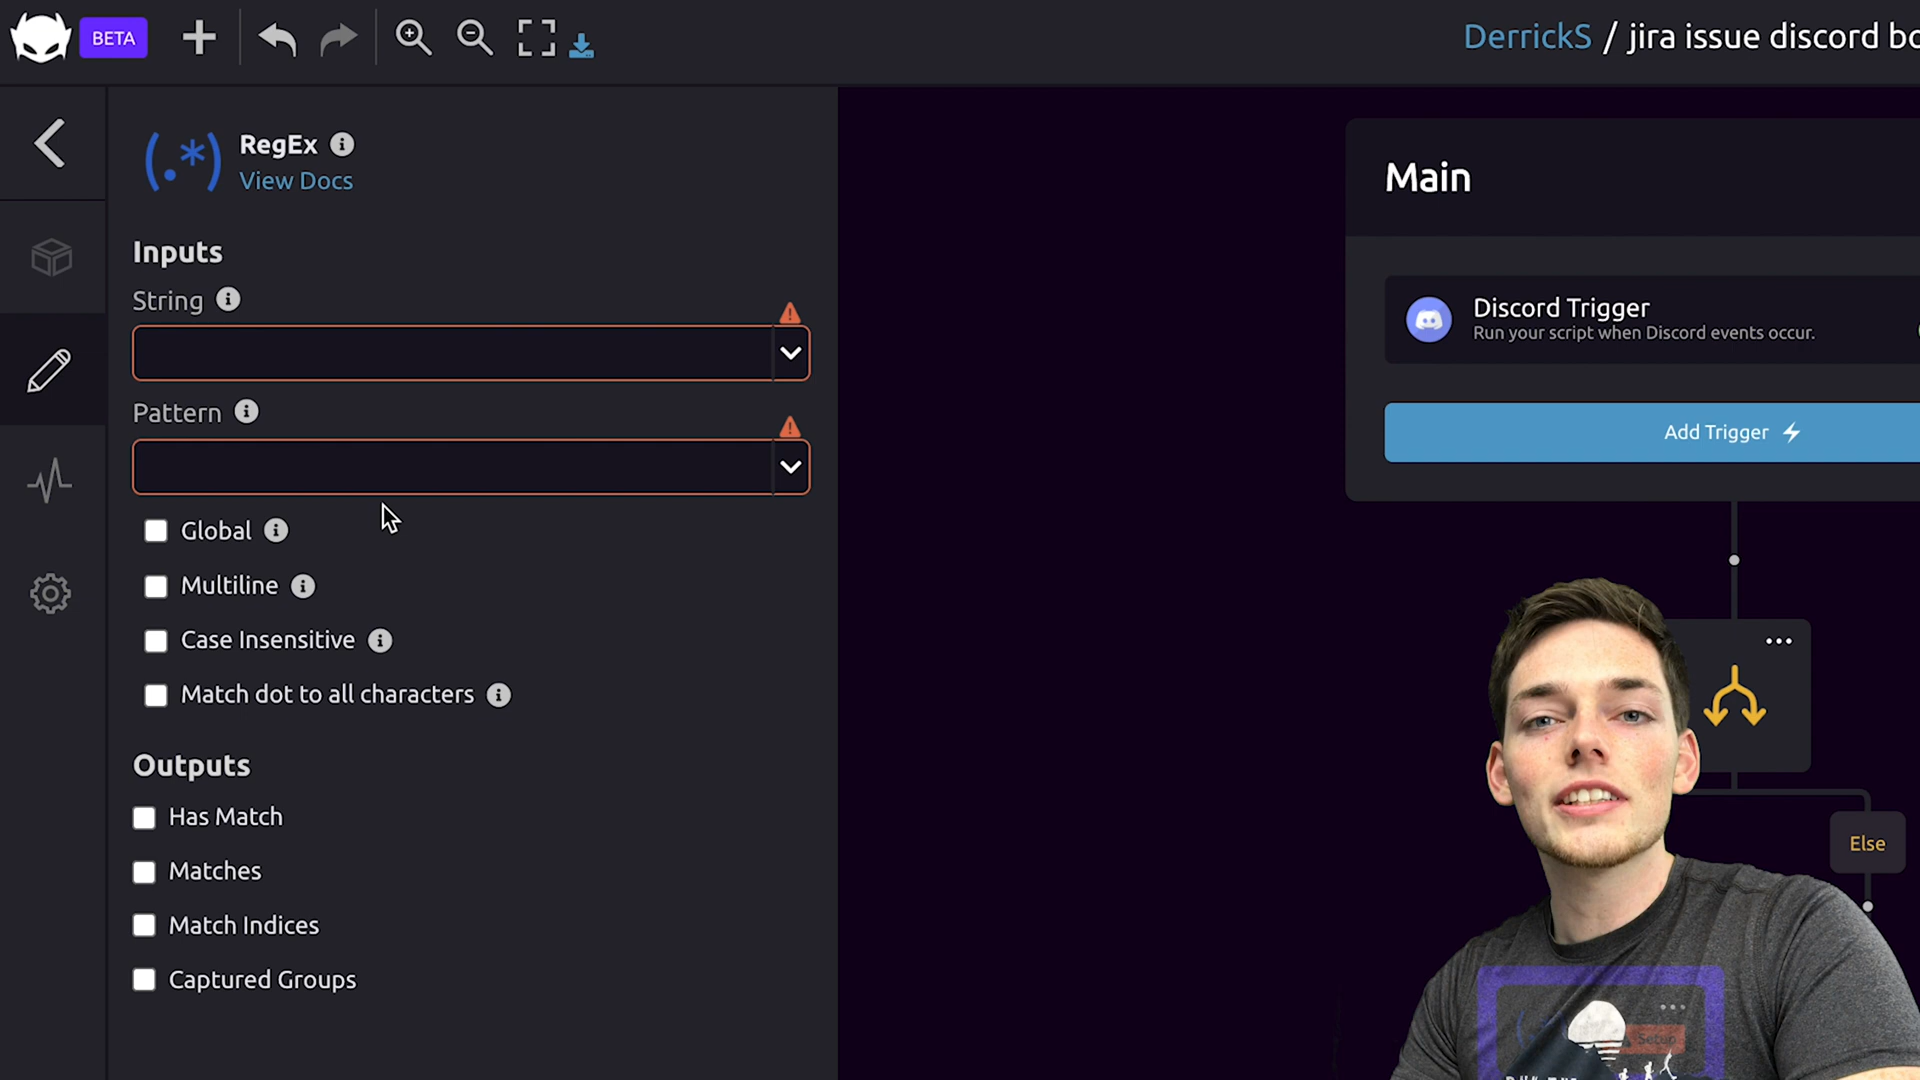 BETA
DerrickS / jira issue discord bo
RegEx
View Docs
Inputs
String
Pattern
Global
Multiline
Case Insensitive
Match dot to all characters
Outputs
Has Match
Matches
Match Indices
Captured Groups
Main
Discord Trigger
Run your script when Discord events occur.
Add Trigger
Else
Setup